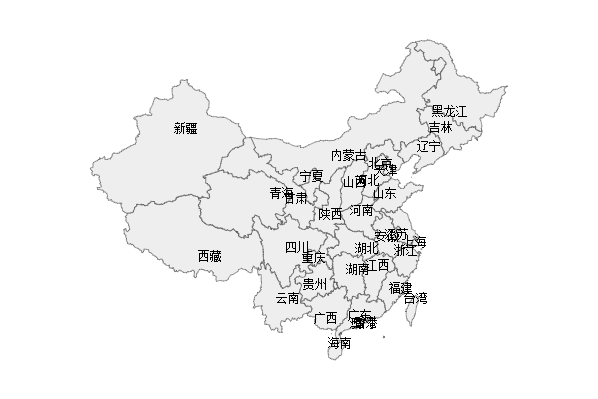 黑龙江
吉林
新疆
辽宁
内蒙古
北京
天津
宁夏
山西
河北
青海
甘肃
山东
陕西
河南
江苏
安徽
上海
四川
湖北
浙江
西藏
重庆
湖南
江西
贵州
福建
云南
台湾
广西
广东
香港
海南